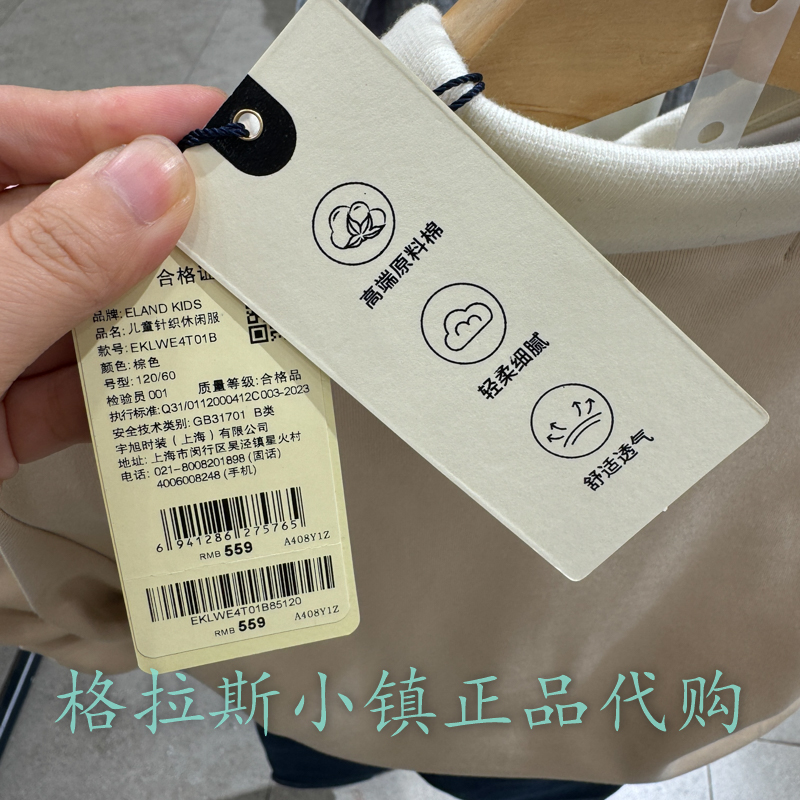 高端原料棉
轻柔细腻
舒适透气
合格证
品牌: ELAND KIDS
品名: 儿童针织休闲服
款号: EKLWE4T01B
颜色: 棕色
号型: 120/60
检验员 001 质量等级: 合格品
执行标准: Q31/0112000412C003-2023
安全技术类别: GB31701 B类
宇旭时装（上海）有限公司
地址: 上海市闵行区吴泾镇星火村
电话: 021-8008201898 (固话)
4006008248 (手机)
6 941286 275765
RMB 559 A408Y1Z
EKLWE4T01B85120
RMB 559 A408Y1Z
格拉斯小镇正品代购